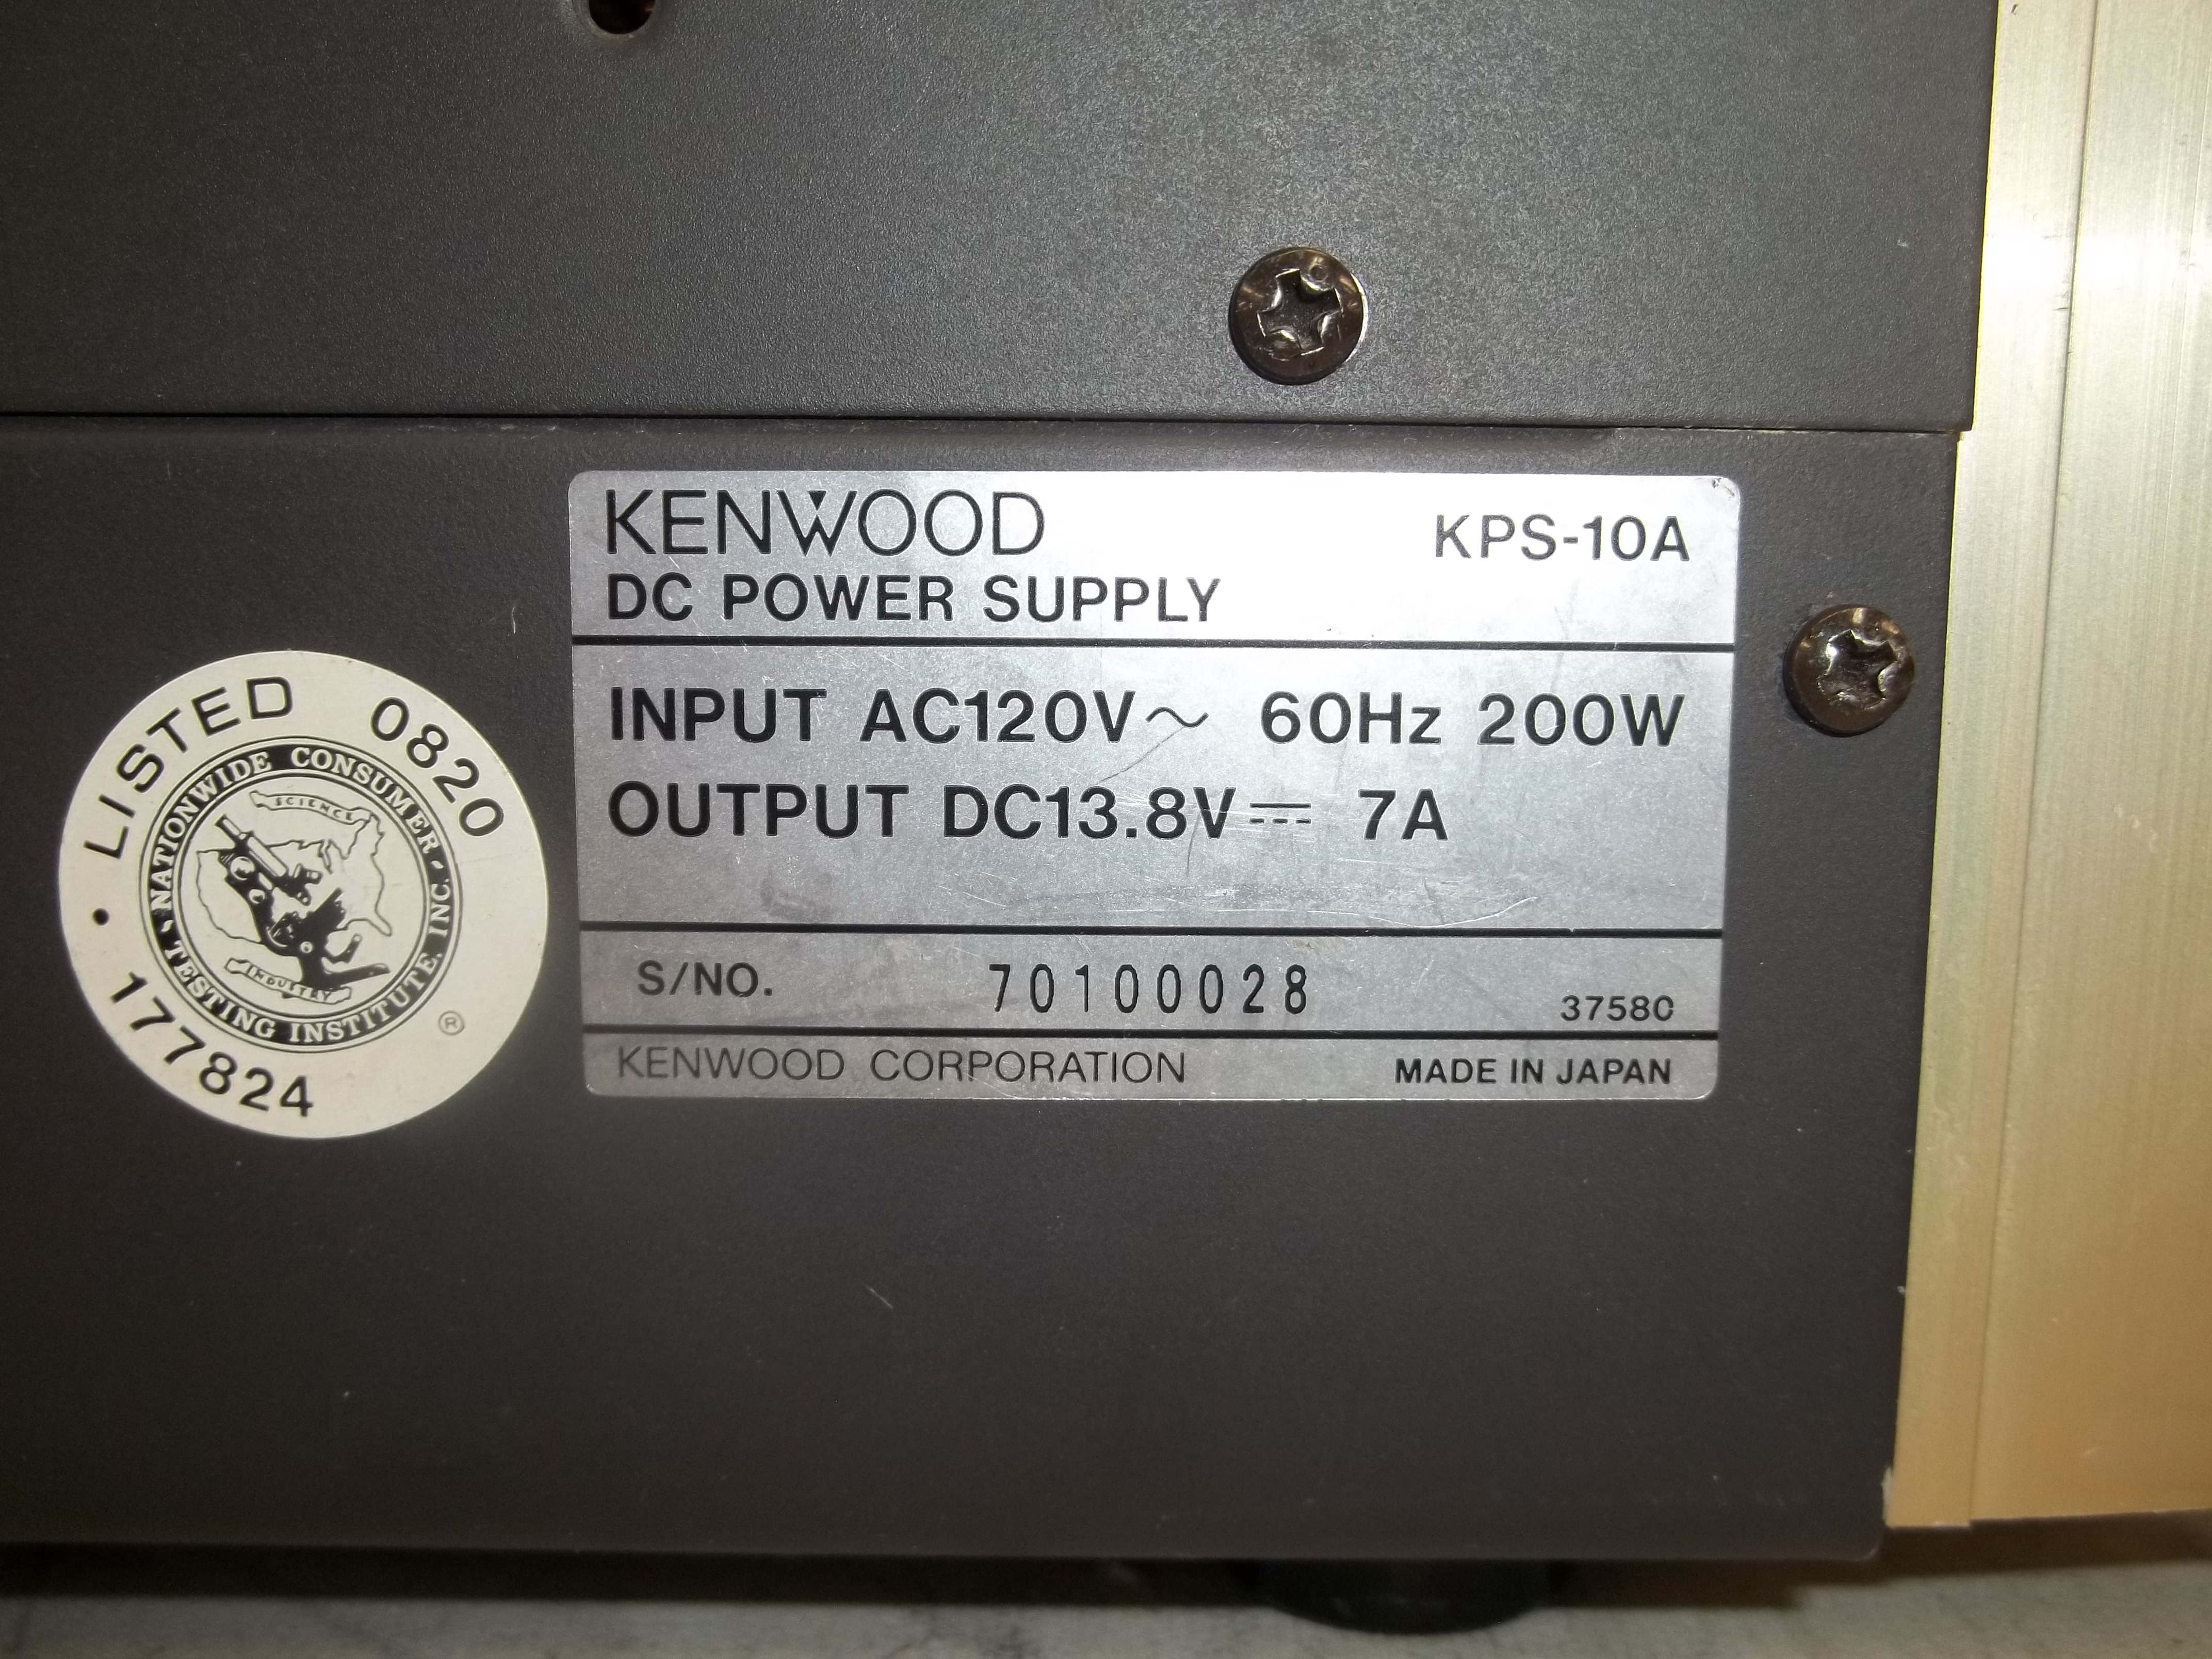 KENWOOD KPS-10A
DC POWER SUPPLY
INPUT AC120V~ 60Hz 200W
OUTPUT DC13.8V⎓ 7A
S/NO. 70100028 37580
KENWOOD CORPORATION MADE IN JAPAN
• LISTED 0820
NATIONWIDE CONSUMER
TESTING INSTITUTE, INC.
SCIENCE
INDUSTRY
®
177824